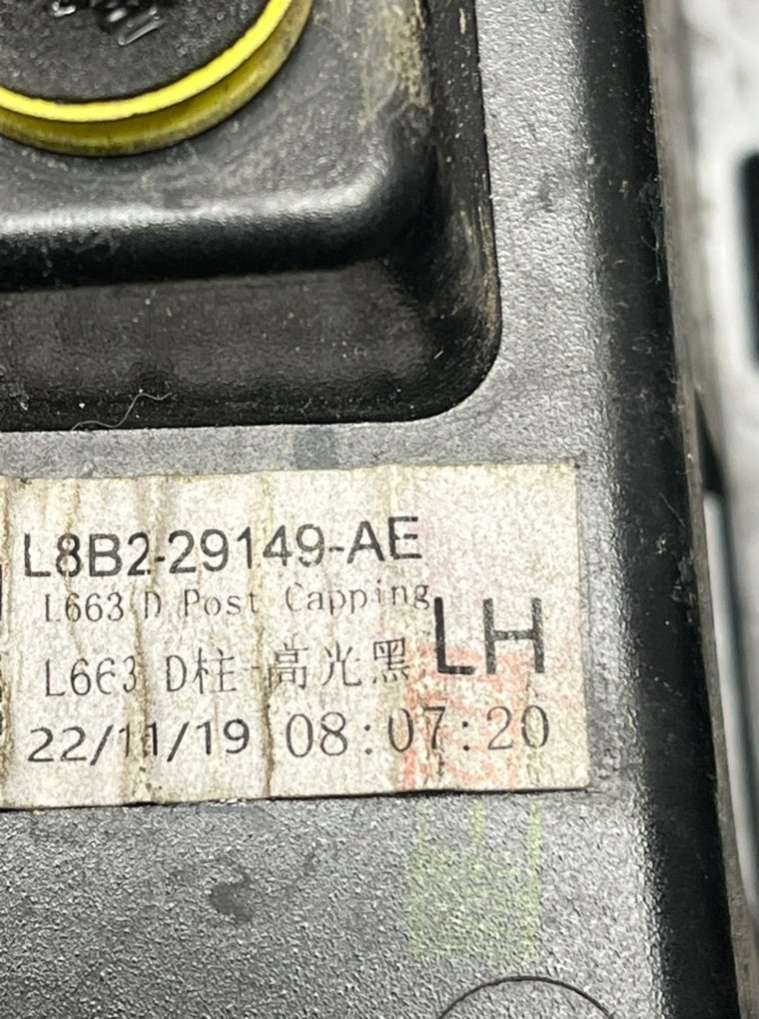 L8B2-29149-AE
L663 D Post Capping
LH
L663 D柱-高光黑
22/11/19 08:07:20